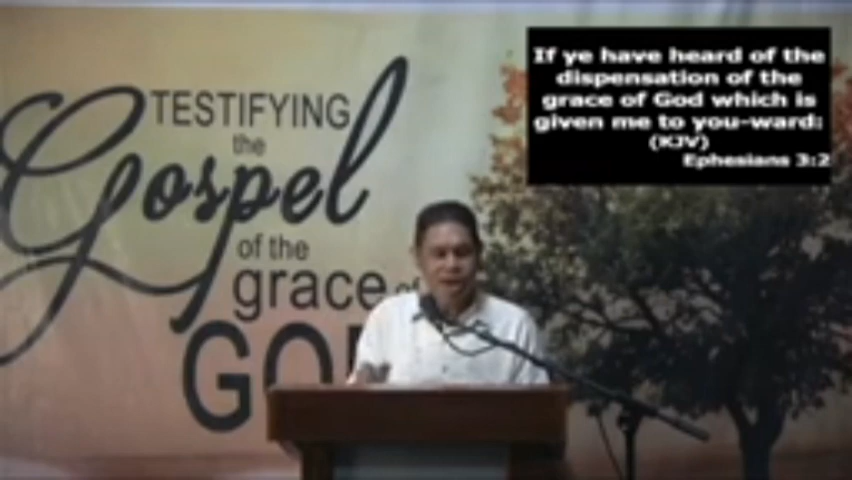 TESTIFYING
the
Gospel
of the
grace of
GO
If ye have heard of the
dispensation of the
grace of God which is
given me to you-ward:
(KJV)
Ephesians 3:2